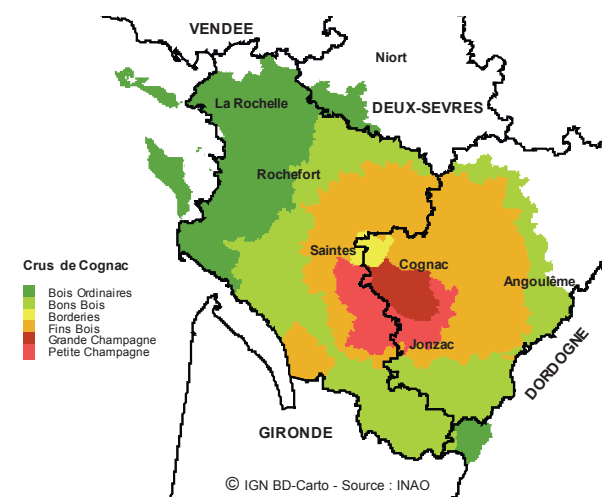 VENDEE
Niort
La Rochelle
DEUX-SEVRES
Rochefort
Saintes
Cognac
Angoulême
Crus de Cognac
Bois Ordinaires
Bons Bois
Borderies
Fins Bois
Grande Champagne
Petite Champagne
Jonzac
DORDOGNE
GIRONDE
© IGN BD-Carto - Source : INAO